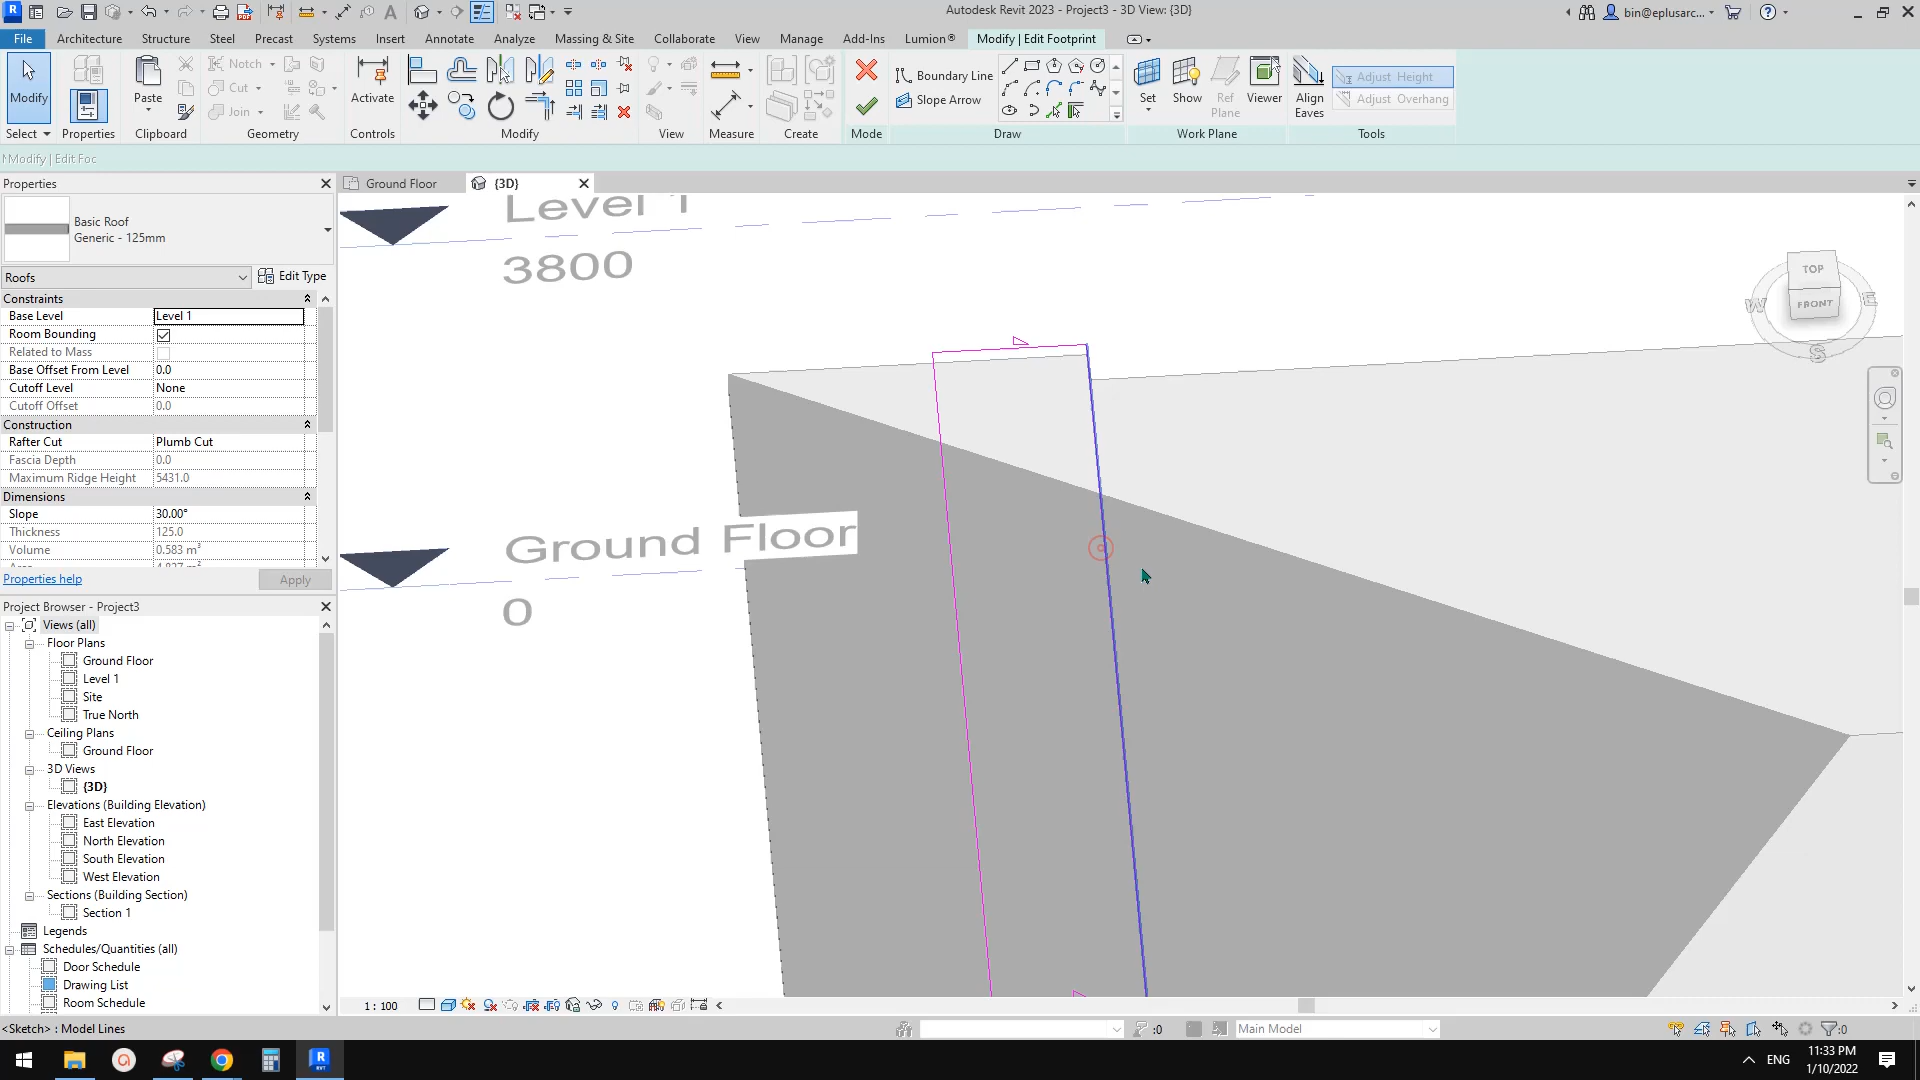 Autodesk Revit 2023 - Project3 - 3D View: {3D}
bin@eplusarc...
File
Architecture
Structure
Steel
Precast
Systems
Insert
Annotate
Analyze
Massing & Site
Collaborate
View
Manage
Add-Ins
Lumion®
Modify | Edit Footprint
Modify
Paste
Notch
Cut
Join
Activate
Boundary Line
Slope Arrow
Set
Show
Ref
Plane
Viewer
Align
Eaves
Adjust Height
Adjust Overhang
Select
Properties
Clipboard
Geometry
Controls
Modify
View
Measure
Create
Mode
Draw
Work Plane
Tools
Modify | Edit Foc
Properties
Ground Floor
{3D}
Basic Roof
Generic - 125mm
Roofs
Edit Type
Constraints
Base Level
Level 1
Room Bounding
Related to Mass
Base Offset From Level
0.0
Cutoff Level
None
Cutoff Offset
0.0
Construction
Rafter Cut
Plumb Cut
Fascia Depth
0.0
Maximum Ridge Height
5431.0
Dimensions
Slope
30.00°
Thickness
125.0
Volume
0.583 m³
Properties help
Apply
Project Browser - Project3
Views (all)
Floor Plans
Ground Floor
Level 1
Site
True North
Ceiling Plans
Ground Floor
3D Views
{3D}
Elevations (Building Elevation)
East Elevation
North Elevation
South Elevation
West Elevation
Sections (Building Section)
Section 1
Legends
Schedules/Quantities (all)
Door Schedule
Drawing List
Room Schedule
Level 1
3800
Ground Floor
0
TOP
FRONT
W
E
S
1 : 100
<Sketch> : Model Lines
:0
Main Model
:0
ENG
11:33 PM
1/10/2022